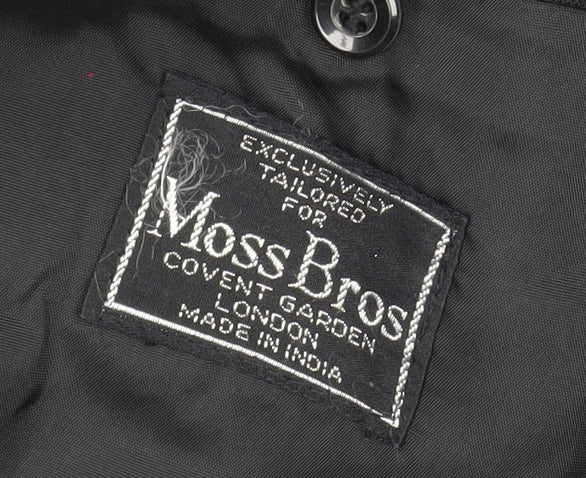 EXCLUSIVELY
TAILORED
FOR
Moss Bros
COVENT GARDEN
LONDON
MADE IN INDIA